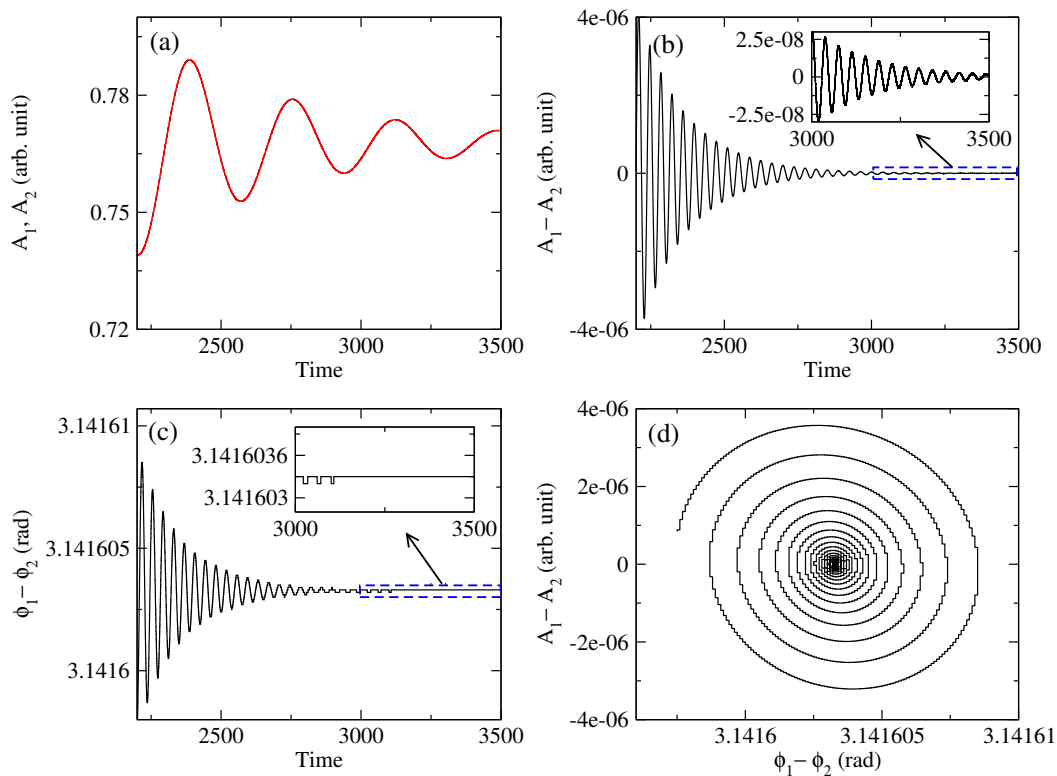 (a)
0.78
0.75
0.72
A₁, A₂ (arb. unit)
2500
3000
3500
Time
(b)
4e-06
0
-4e-06
A₁− A₂ (arb. unit)
2500
3000
3500
Time
2.5e-08
0
-2.5e-08
3000
3500
(c)
3.14161
3.141605
3.1416
ϕ₁− ϕ₂ (rad)
2500
3000
3500
Time
3.1416036
3.141603
3000
3500
(d)
4e-06
2e-06
0
-2e-06
-4e-06
A₁− A₂ (arb. unit)
3.1416
3.141605
3.14161
ϕ₁− ϕ₂ (rad)